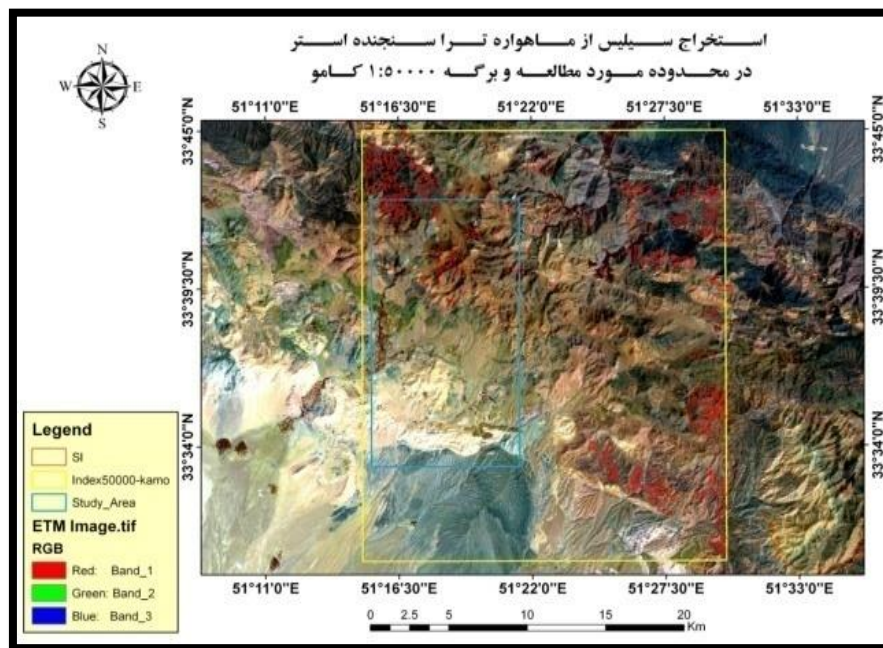 استخراج سیلیس از ماهواره ترا سنجنده استر
در محدوده مورد مطالعه و برگه ۱:۵۰۰۰۰ کامو
N
W E
S
51°11'0"E 51°16'30"E 51°22'0"E 51°27'30"E 51°33'0"E
33°45'0"N 33°45'0"N
33°39'30"N 33°39'30"N
33°34'0"N 33°34'0"N
Legend
SI
Index50000-kamo
Study_Area
ETM Image.tif
RGB
Red: Band_1
Green: Band_2
Blue: Band_3
51°11'0"E 51°16'30"E 51°22'0"E 51°27'30"E 51°33'0"E
0 2.5 5 10 15 20
Km